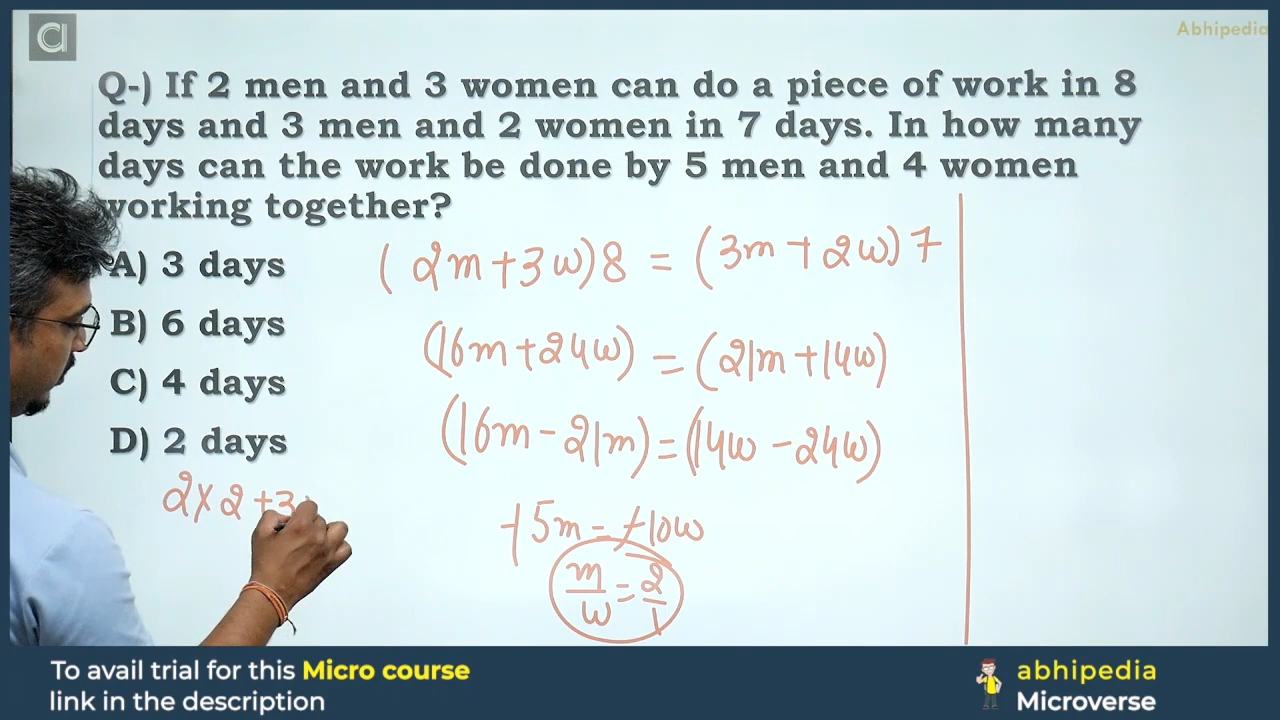 Abhipedia
Q-) If 2 men and 3 women can do a piece of work in 8
days and 3 men and 2 women in 7 days. In how many
days can the work be done by 5 men and 4 women
working together?
A) 3 days
B) 6 days
C) 4 days
D) 2 days
(2m+3w)8 = (3m+2w)7
(16m+24w) = (21m+14w)
(16m-21m)=(14w-24w)
+5m = +10w
m/w = 2/1
2×2+3
To avail trial for this Micro course
link in the description
abhipedia
Microverse